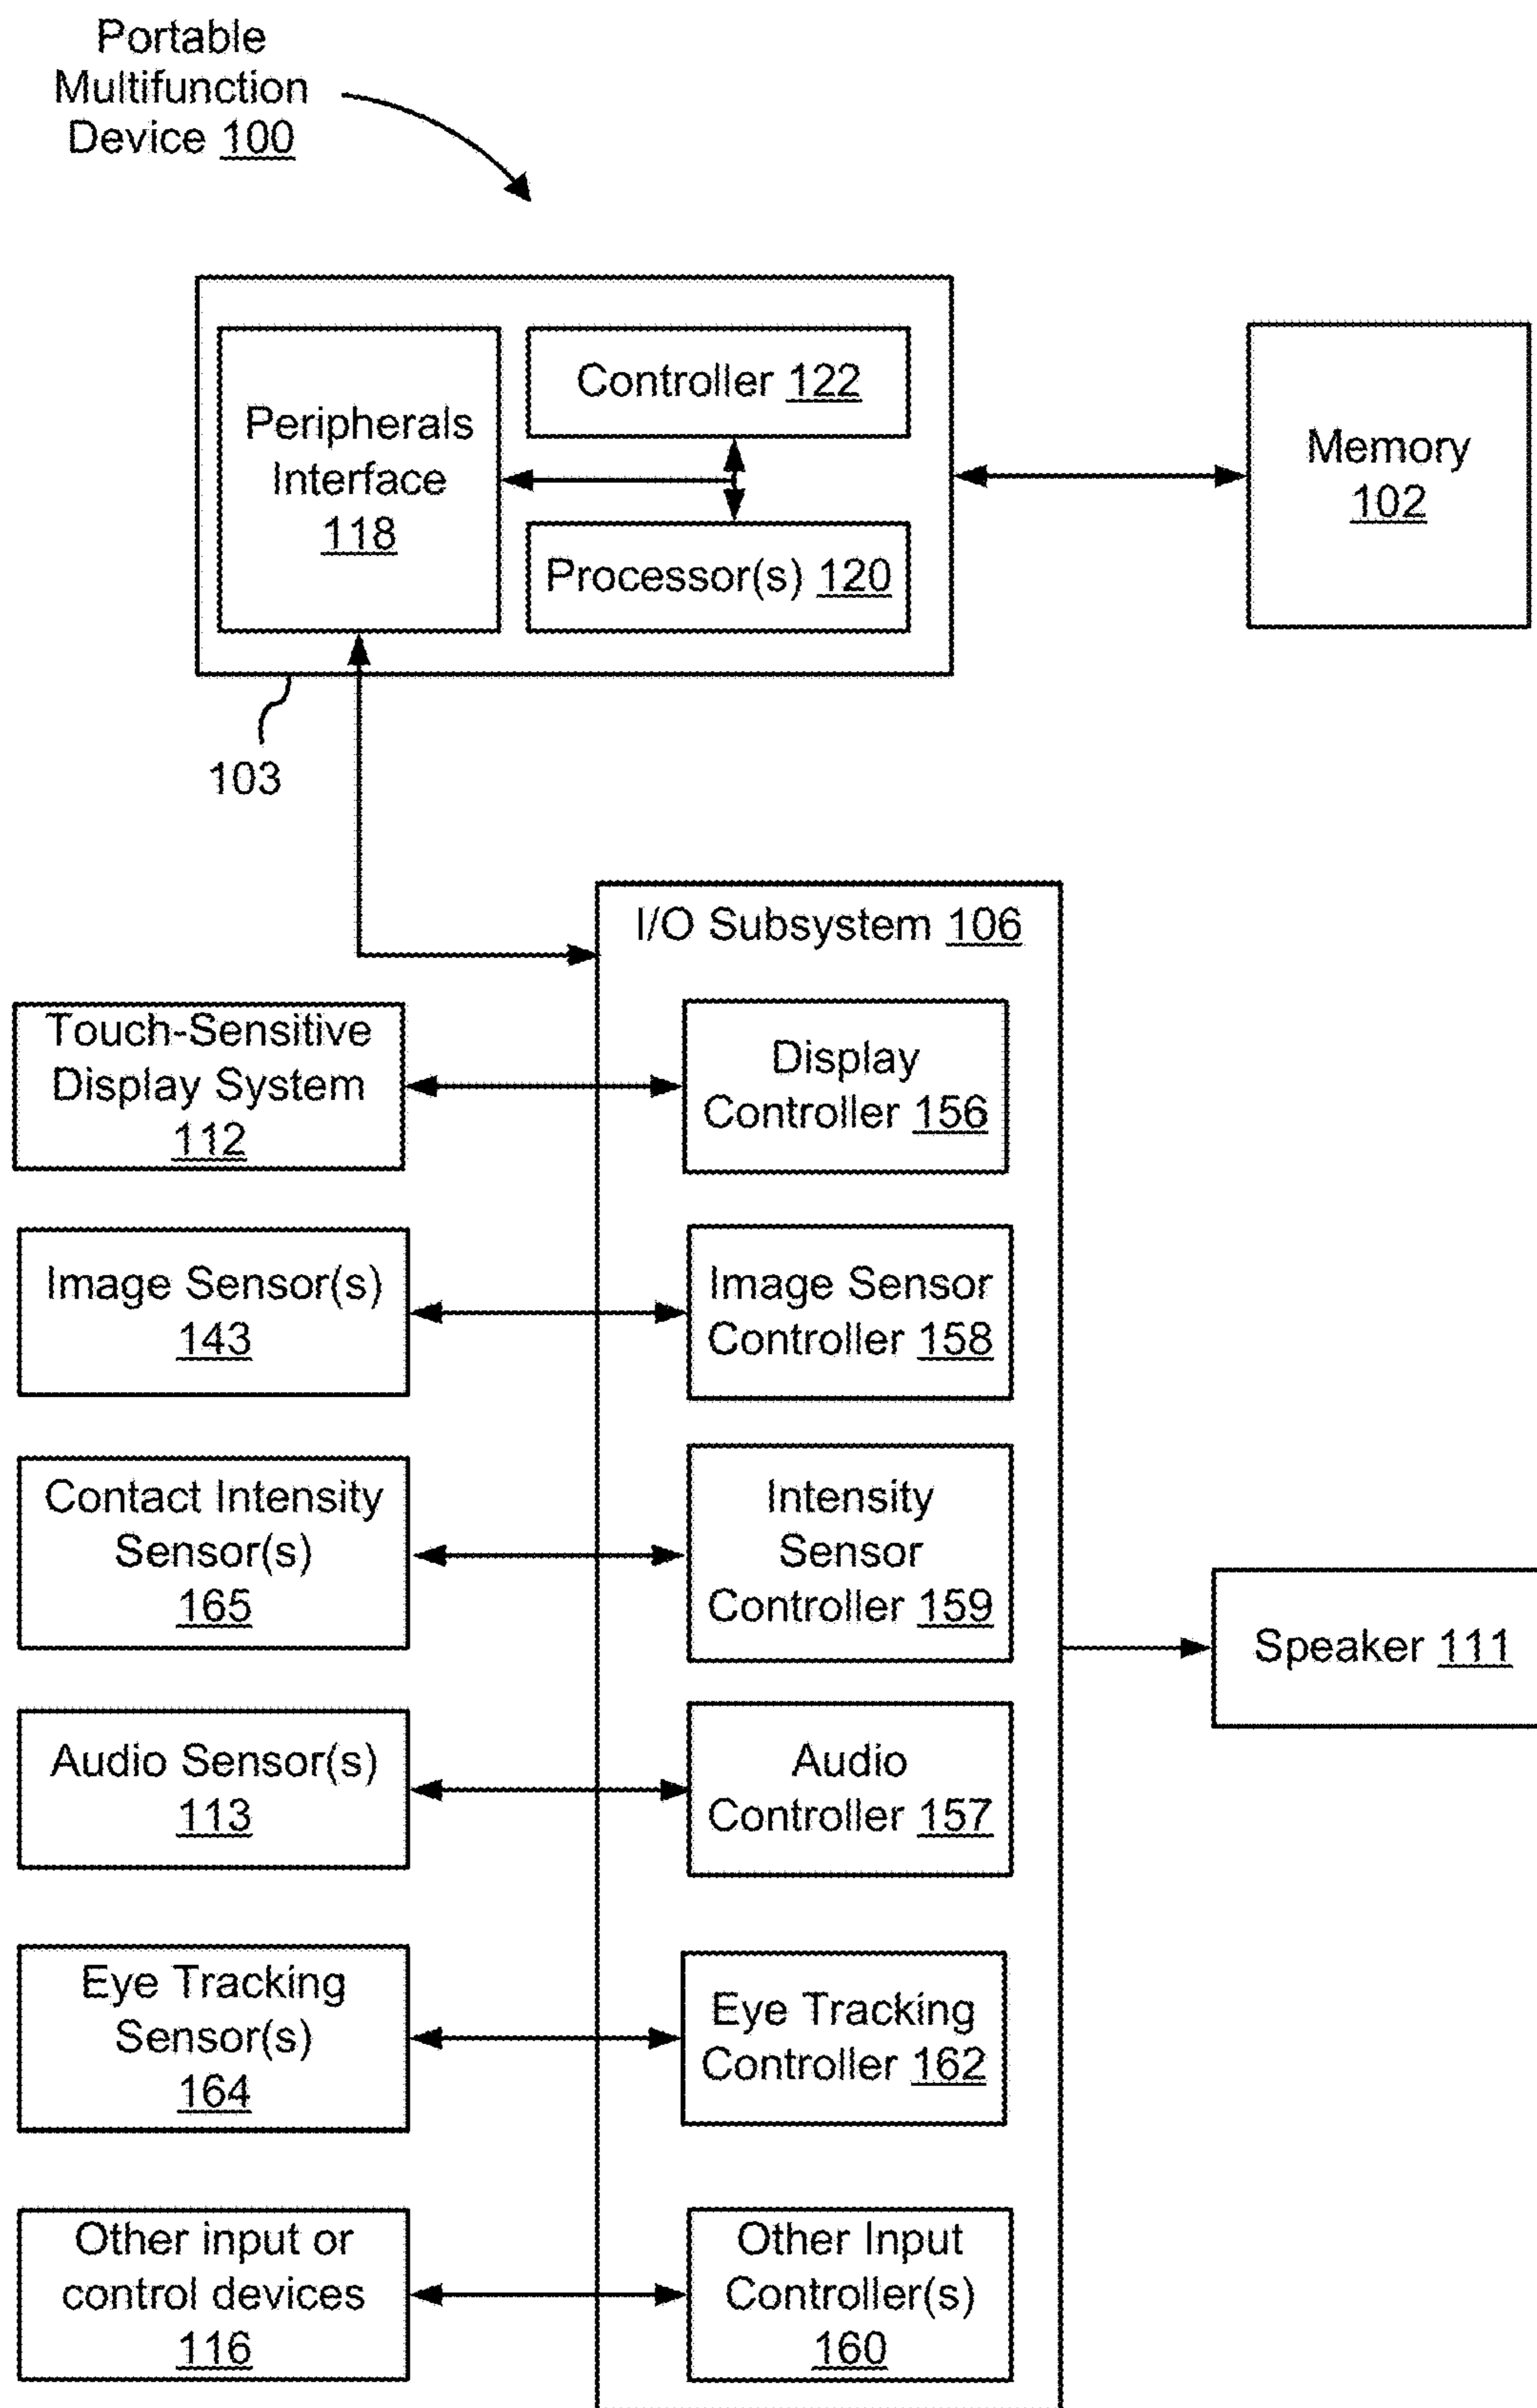 Portable
Multifunction
Device 100
Peripherals
Interface
118
Controller 122
Processor(s) 120
Memory
102
103
I/O Subsystem 106
Touch-Sensitive
Display System
112
Display
Controller 156
Image Sensor(s)
143
Image Sensor
Controller 158
Contact Intensity
Sensor(s)
165
Intensity
Sensor
Controller 159
Speaker 111
Audio Sensor(s)
113
Audio
Controller 157
Eye Tracking
Sensor(s)
164
Eye Tracking
Controller 162
Other input or
control devices
116
Other Input
Controller(s)
160